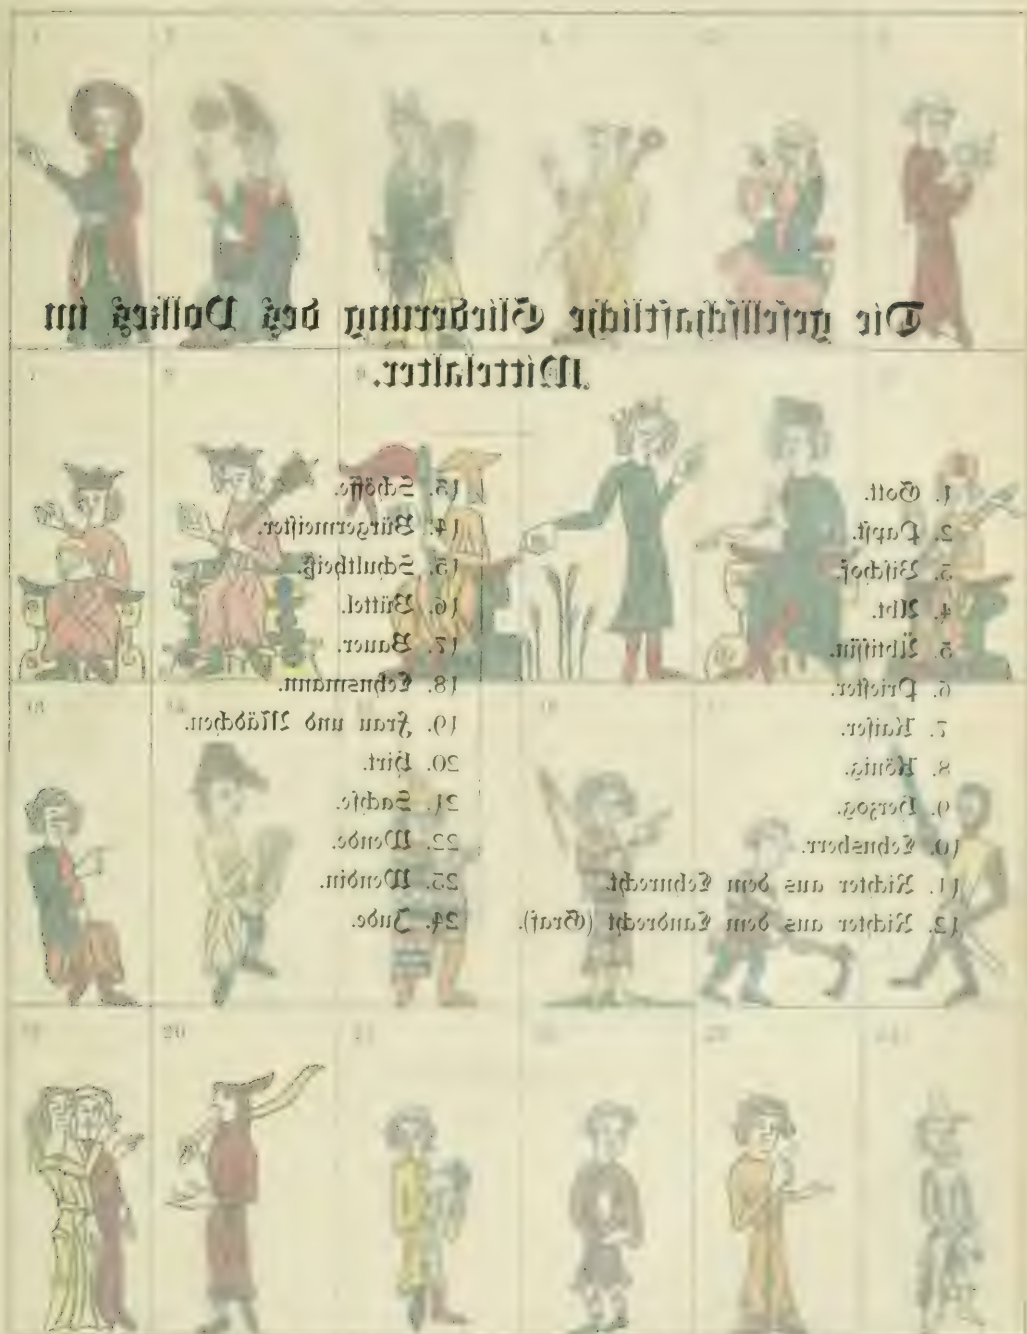 Die gesellschaftliche Gliederung des Volkes im
Mittelalter.
1. Gott.
2. Papst.
3. Bischof.
4. Abt.
5. Äbtissin.
6. Priester.
7. Kaiser.
8. König.
9. Herzog.
10. Lehnsherr.
11. Richter aus dem Lehnrecht.
12. Richter aus dem Landrecht (Graf).
13. Schöffe.
14. Bürgermeister.
15. Schultheiß.
16. Büttel.
17. Bauer.
18. Lehnsmann.
19. Frau und Mädchen.
20. Hirt.
21. Sachse.
22. Wende.
23. Wendin.
24. Jude.
20